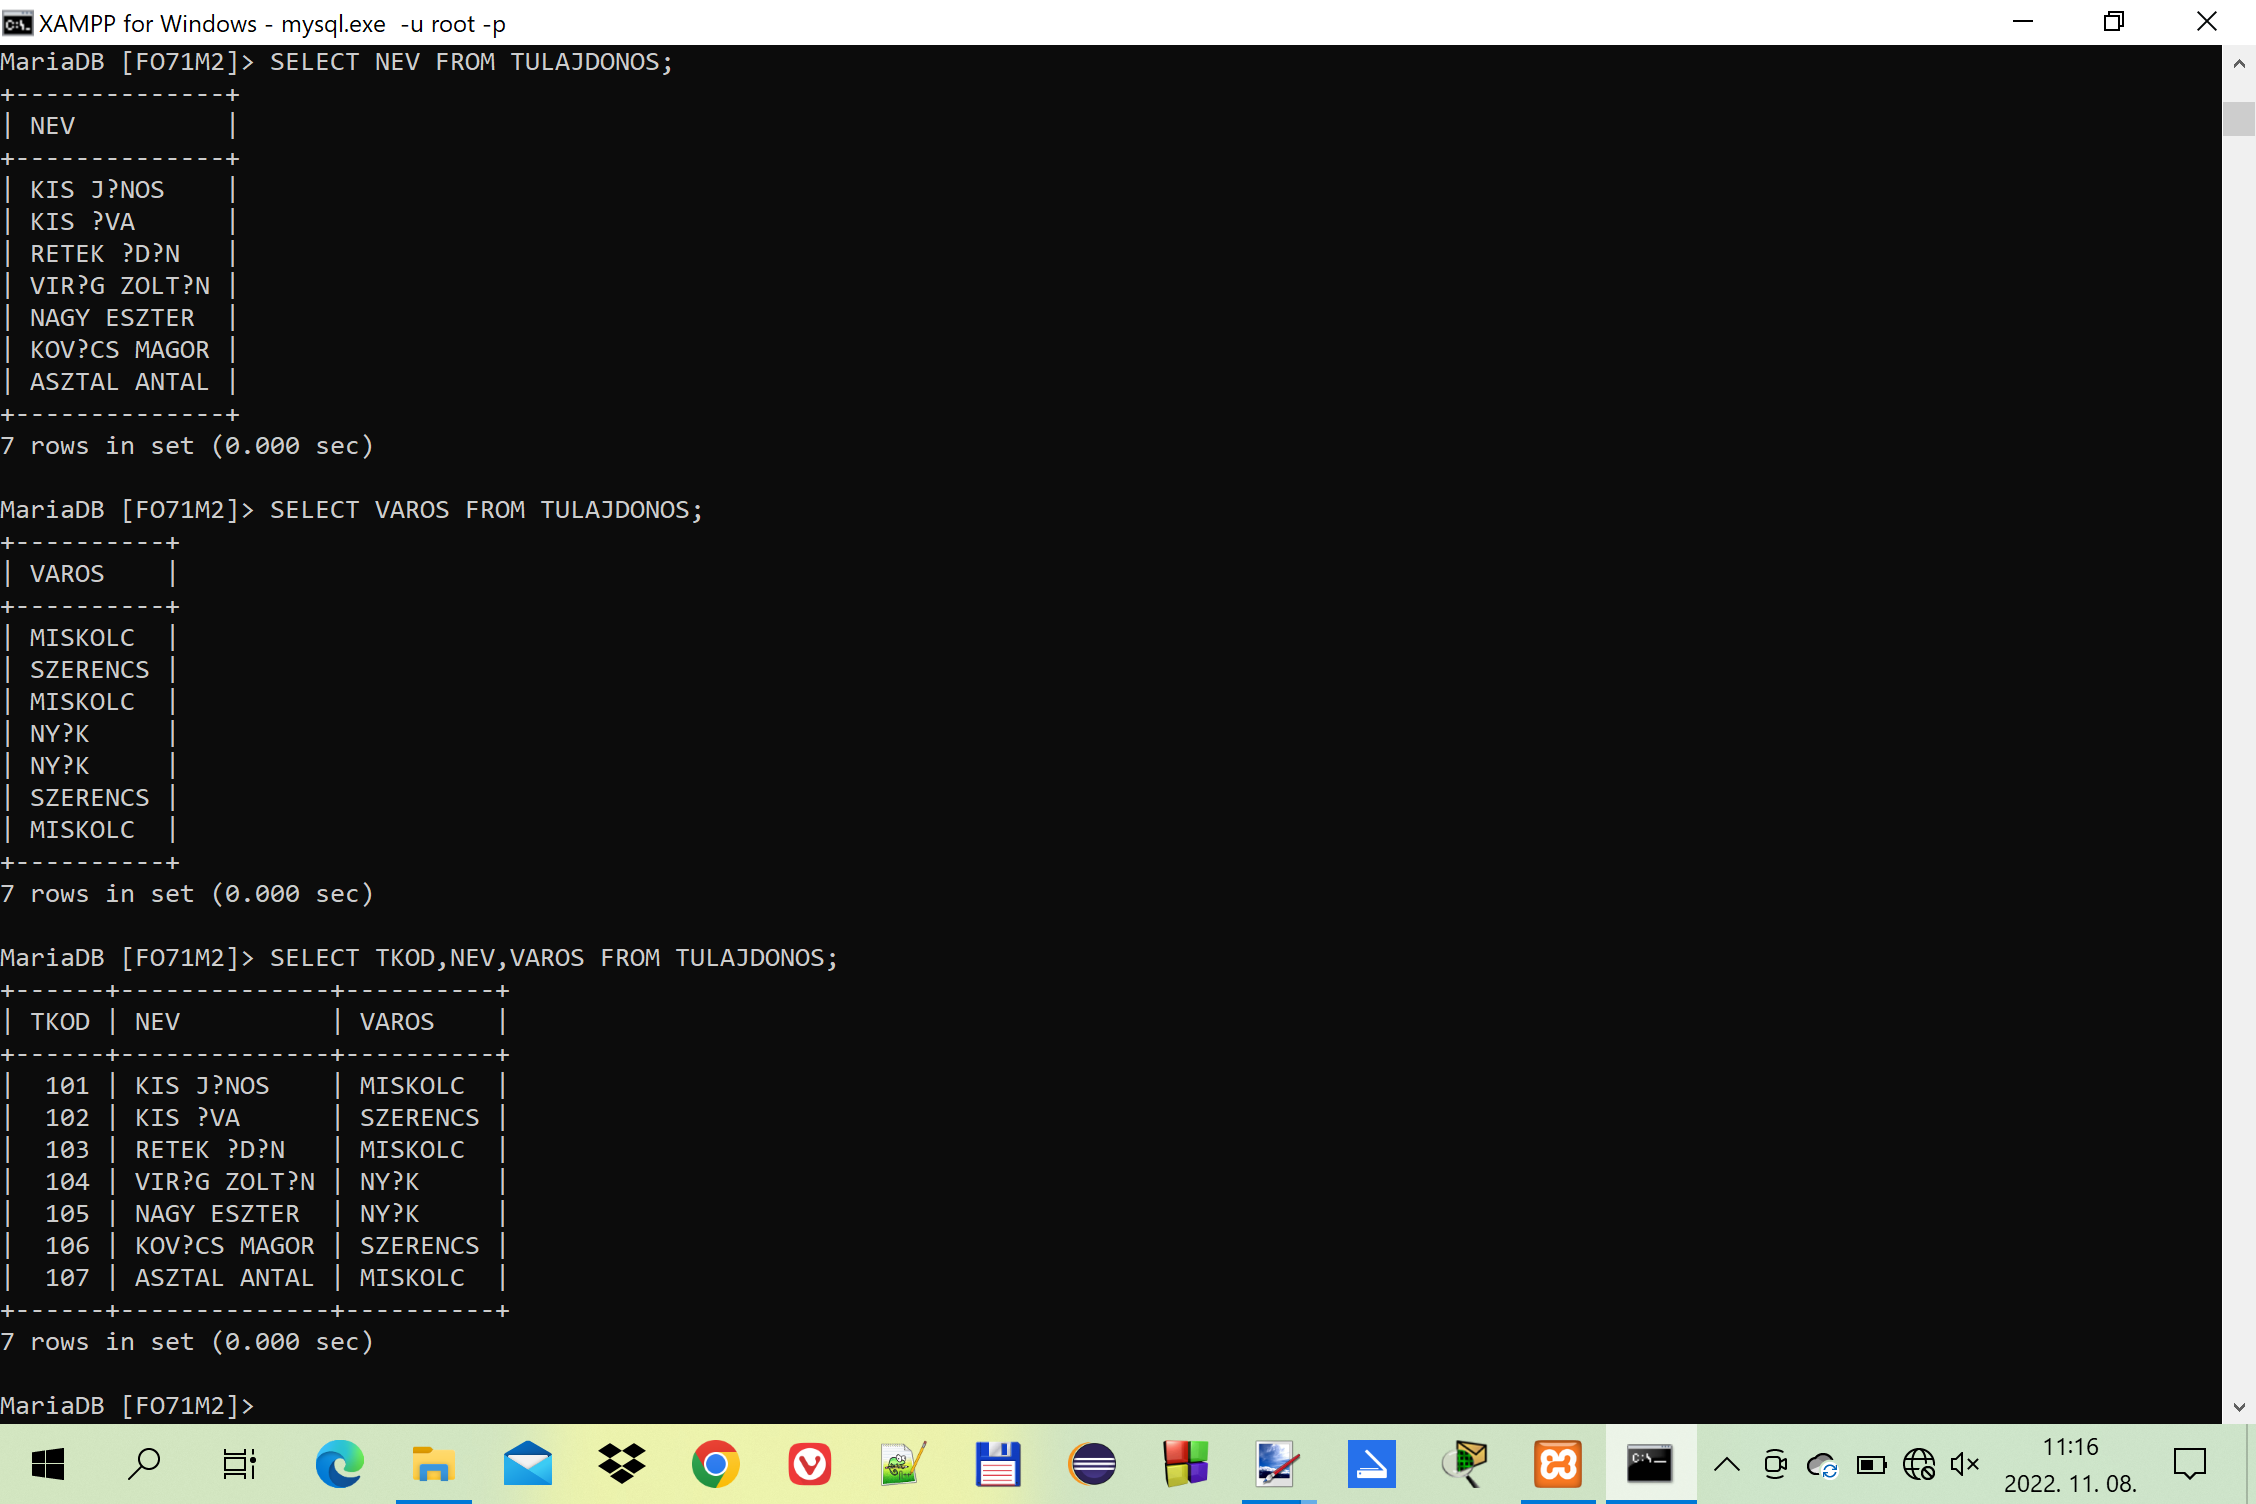 XAMPP for Windows - mysql.exe  -u root -p
MariaDB [FO71M2]> SELECT NEV FROM TULAJDONOS;
+--------------+
| NEV          |
+--------------+
| KIS J?NOS    |
| KIS ?VA      |
| RETEK ?D?N   |
| VIR?G ZOLT?N |
| NAGY ESZTER  |
| KOV?CS MAGOR |
| ASZTAL ANTAL |
+--------------+
7 rows in set (0.000 sec)
MariaDB [FO71M2]> SELECT VAROS FROM TULAJDONOS;
+----------+
| VAROS    |
+----------+
| MISKOLC  |
| SZERENCS |
| MISKOLC  |
| NY?K     |
| NY?K     |
| SZERENCS |
| MISKOLC  |
+----------+
7 rows in set (0.000 sec)
MariaDB [FO71M2]> SELECT TKOD,NEV,VAROS FROM TULAJDONOS;
+------+--------------+----------+
| TKOD | NEV          | VAROS    |
+------+--------------+----------+
|  101 | KIS J?NOS    | MISKOLC  |
|  102 | KIS ?VA      | SZERENCS |
|  103 | RETEK ?D?N   | MISKOLC  |
|  104 | VIR?G ZOLT?N | NY?K     |
|  105 | NAGY ESZTER  | NY?K     |
|  106 | KOV?CS MAGOR | SZERENCS |
|  107 | ASZTAL ANTAL | MISKOLC  |
+------+--------------+----------+
7 rows in set (0.000 sec)
MariaDB [FO71M2]>
11:16
2022. 11. 08.